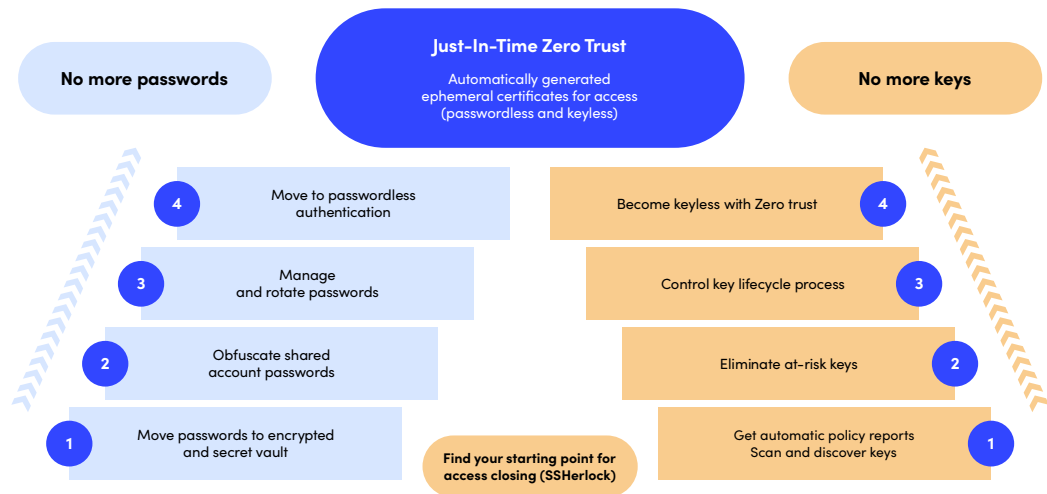 No more passwords
Just-In-Time Zero Trust
Automatically generated
ephemeral certificates for access
(passwordless and keyless)
No more keys
4
Move to passwordless
authentication
3
Manage
and rotate passwords
2
Obfuscate shared
account passwords
1
Move passwords to encrypted
and secret vault
Become keyless with Zero trust
4
Control key lifecycle process
3
Eliminate at-risk keys
2
Get automatic policy reports
Scan and discover keys
1
Find your starting point for
access closing (SSHerlock)